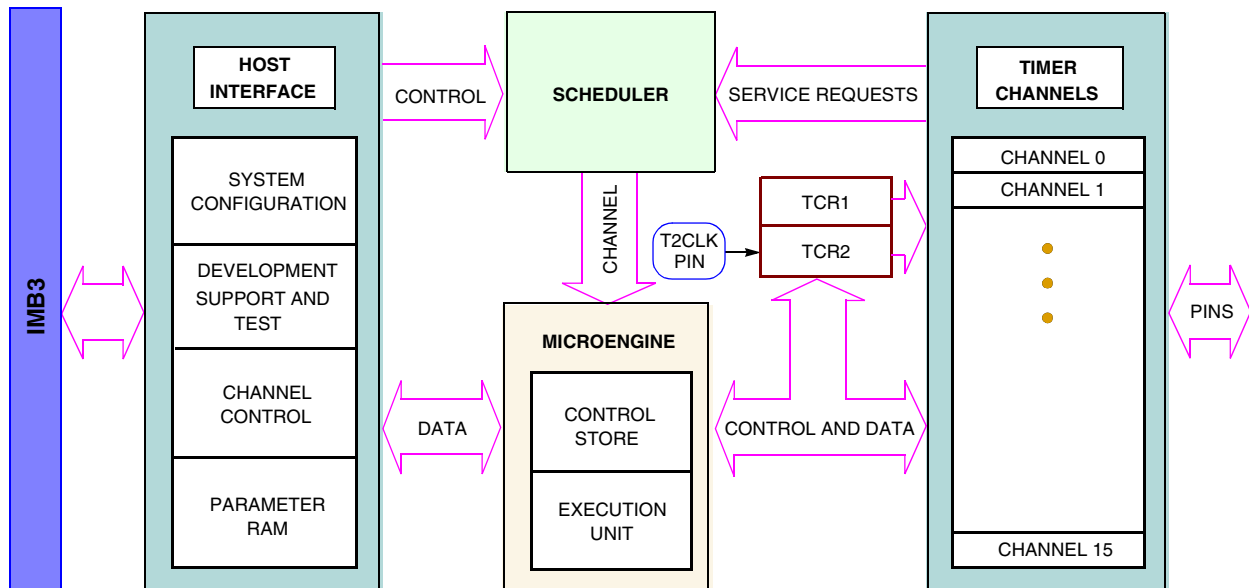 IMB3
HOST
INTERFACE
SYSTEM
CONFIGURATION
DEVELOPMENT
SUPPORT AND
TEST
CHANNEL
CONTROL
PARAMETER
RAM
CONTROL
DATA
SCHEDULER
CHANNEL
MICROENGINE
CONTROL
STORE
EXECUTION
UNIT
SERVICE REQUESTS
T2CLK
PIN
TCR1
TCR2
CONTROL AND DATA
TIMER
CHANNELS
CHANNEL 0
CHANNEL 1
CHANNEL 15
PINS